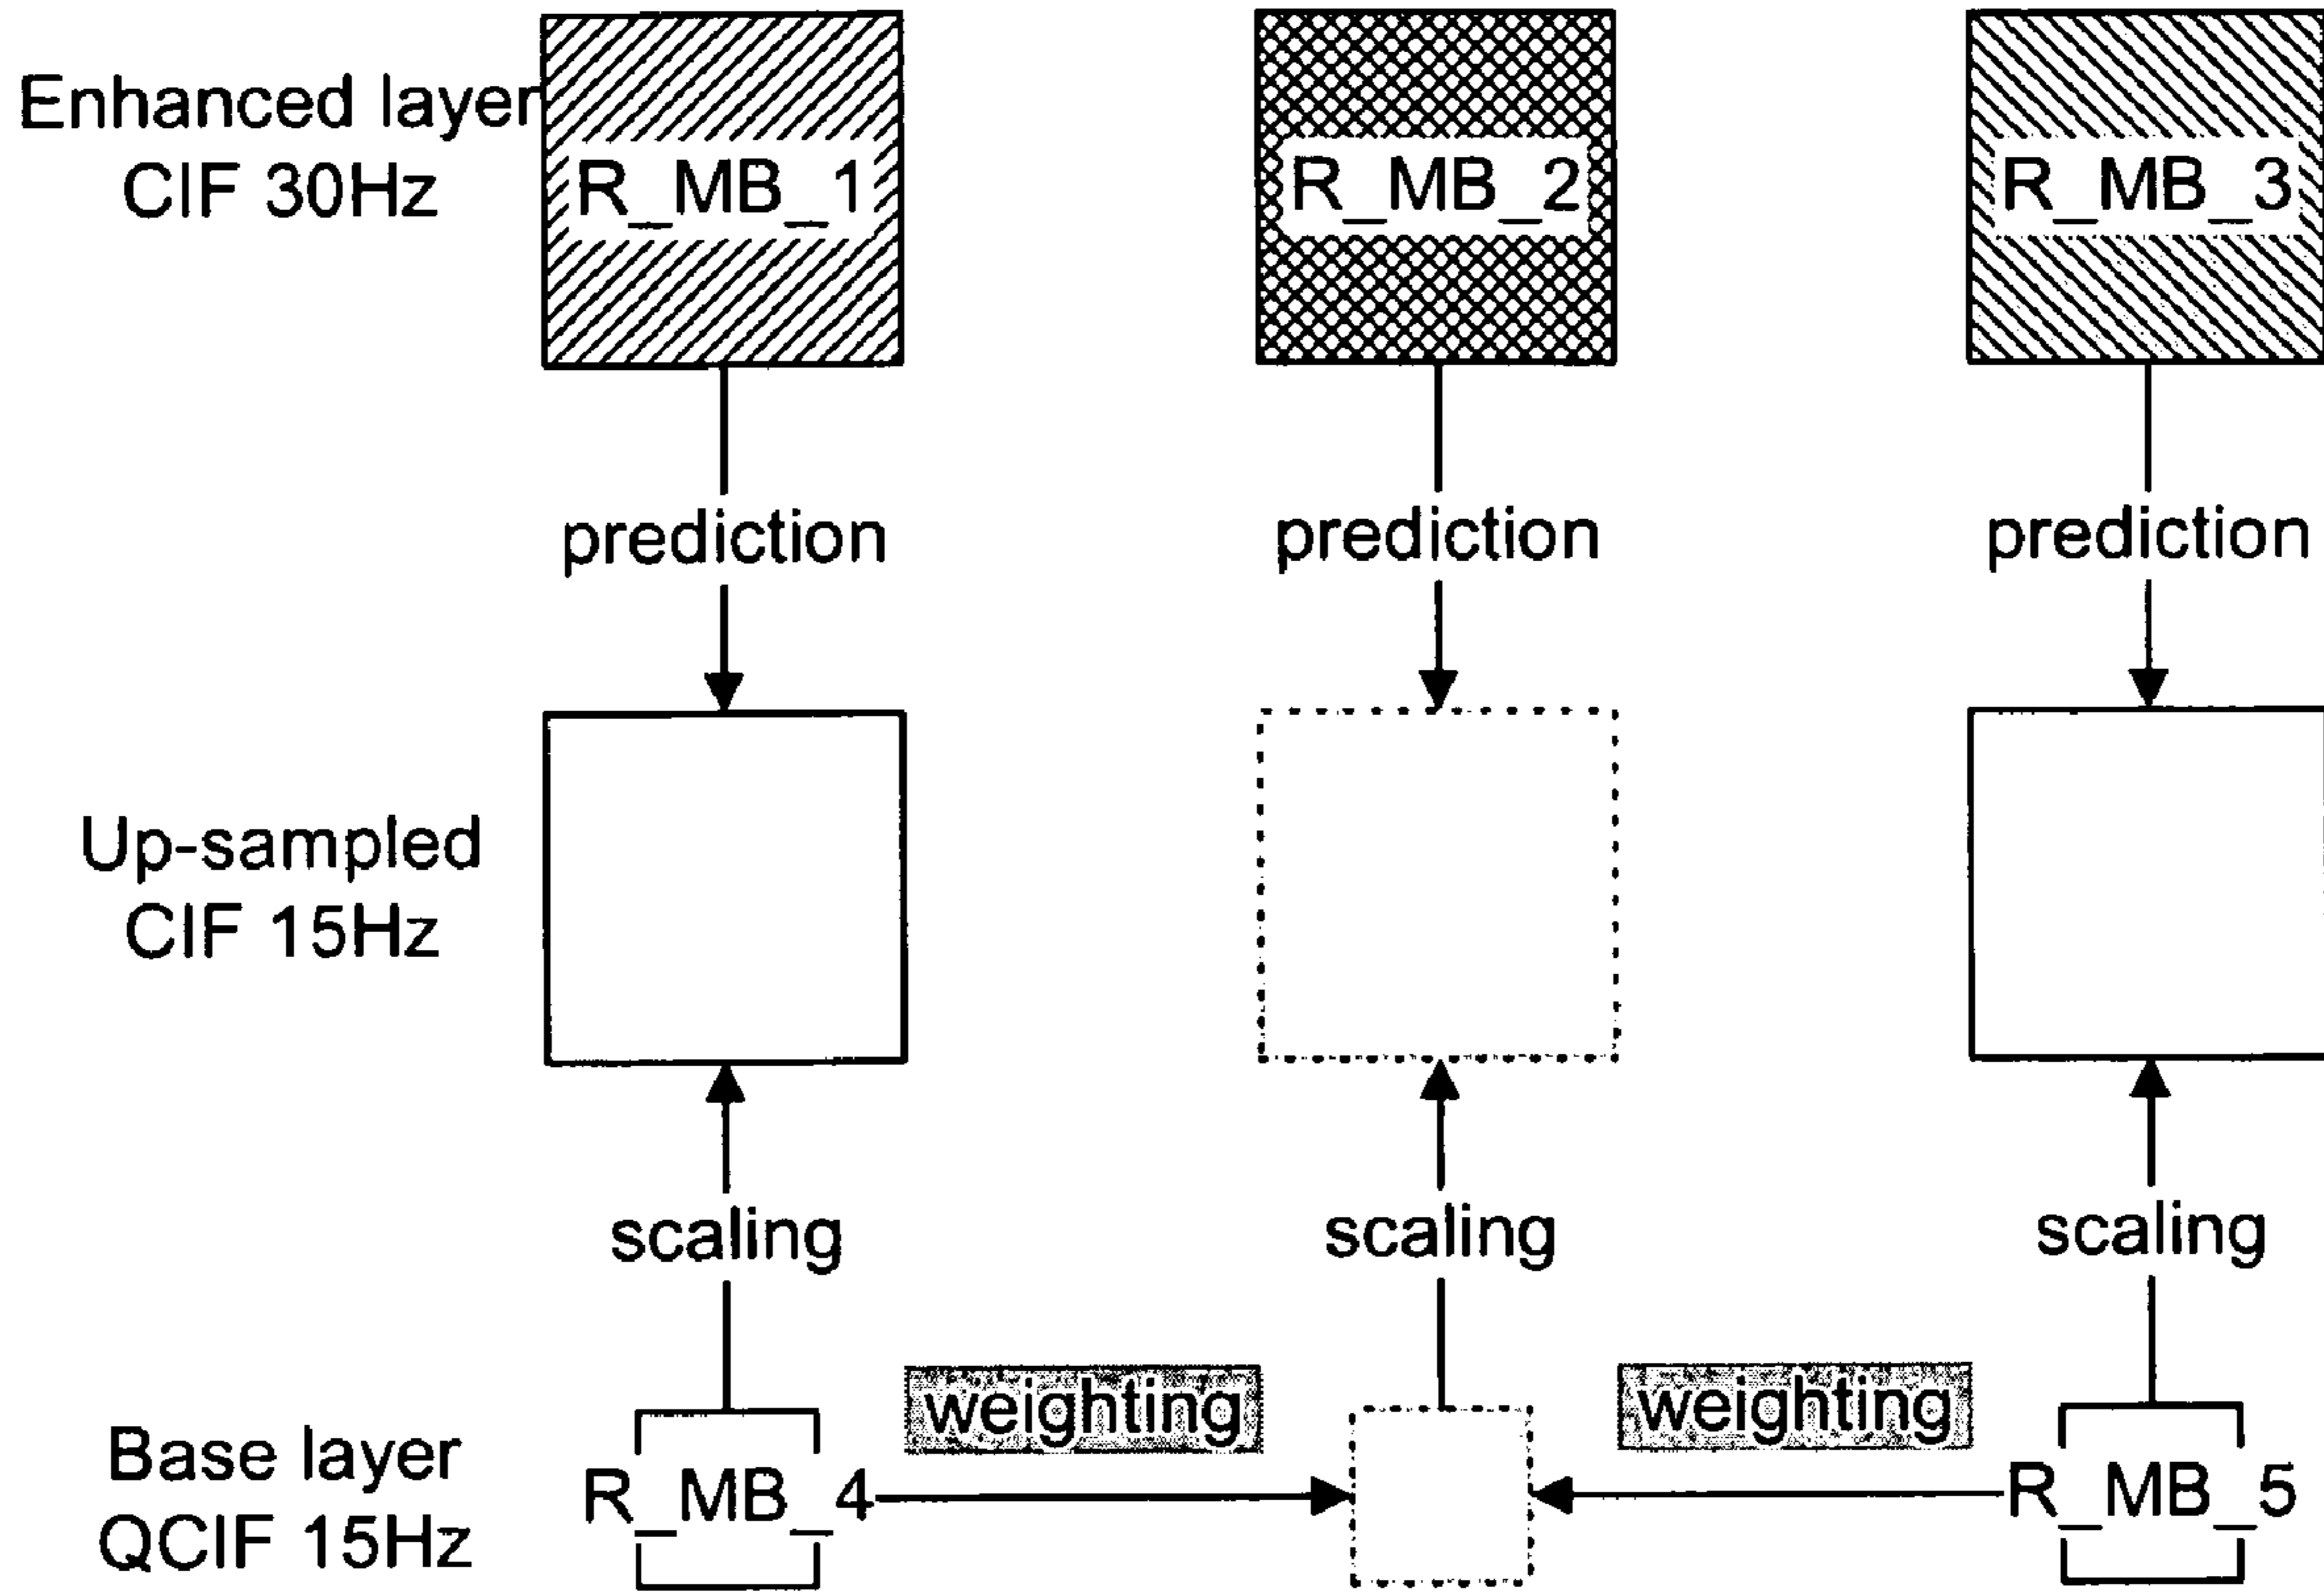 Enhanced layer
CIF 30Hz
R_MB_1
R_MB_2
R_MB_3
prediction
prediction
prediction
Up-sampled
CIF 15Hz
scaling
scaling
scaling
weighting
weighting
Base layer
QCIF 15Hz
R_MB_4
R_MB_5